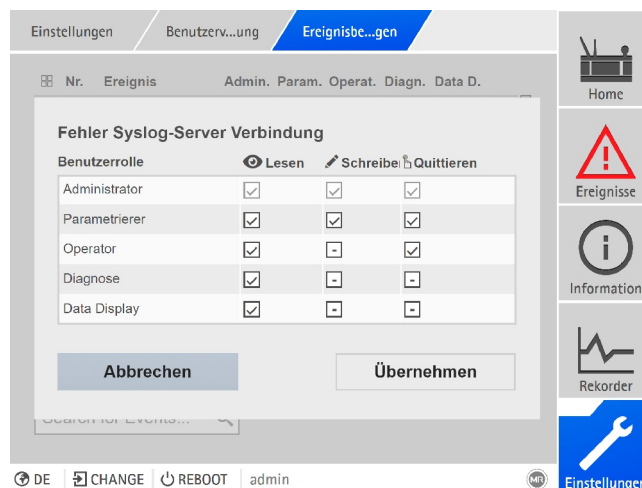 Einstellungen Benutzerv...ung Ereignisbe...gen
Nr. Ereignis Admin. Param. Operat. Diagn. Data D.
Fehler Syslog-Server Verbindung
Benutzerrolle Lesen Schreiben Quittieren
Administrator
Parametrierer
Operator
Diagnose
Data Display
Abbrechen Übernehmen
Search for Events...
DE CHANGE REBOOT admin MR
Home
Ereignisse
Information
Rekorder
Einstellungen